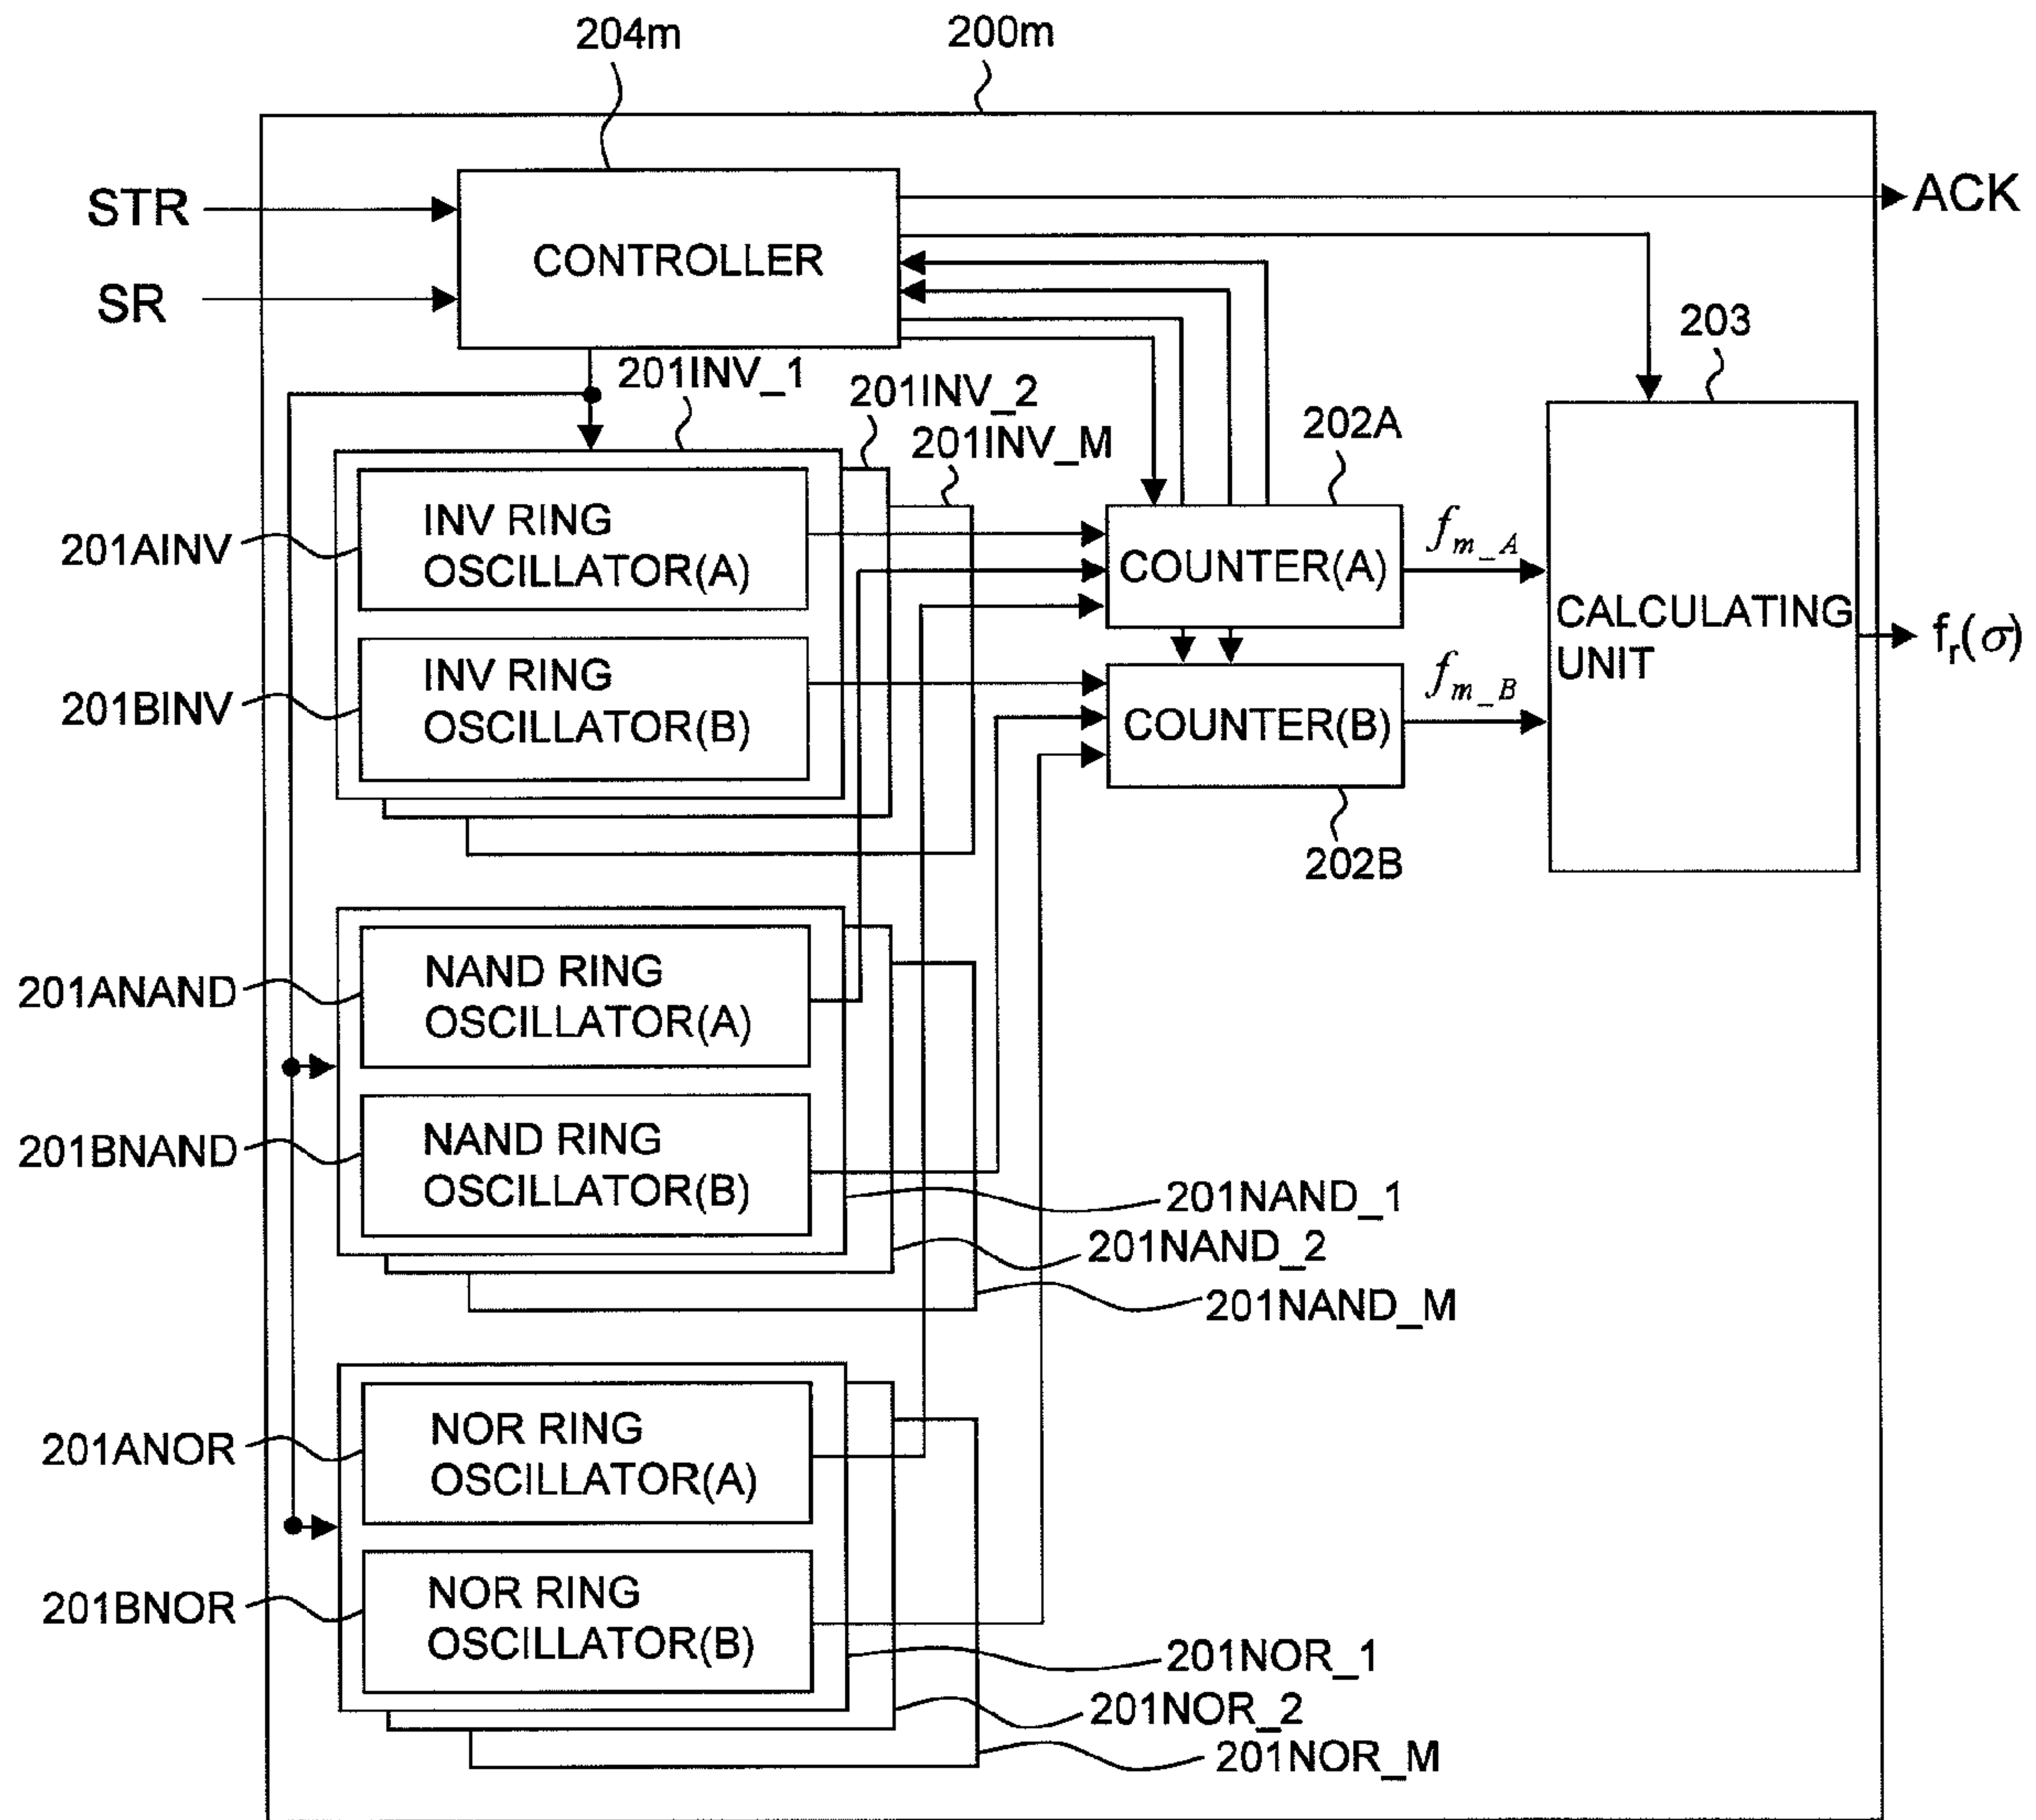 204m
200m
STR
SR
CONTROLLER
ACK
203
201INV_1
201INV_2
201INV_M
202A
201AINV
INV RING
OSCILLATOR(A)
COUNTER(A)
f_{m_A}
CALCULATING
UNIT
f_r(σ)
201BINV
INV RING
OSCILLATOR(B)
COUNTER(B)
f_{m_B}
202B
201ANAND
NAND RING
OSCILLATOR(A)
201BNAND
NAND RING
OSCILLATOR(B)
201NAND_1
201NAND_2
201NAND_M
201ANOR
NOR RING
OSCILLATOR(A)
201BNOR
NOR RING
OSCILLATOR(B)
201NOR_1
201NOR_2
201NOR_M